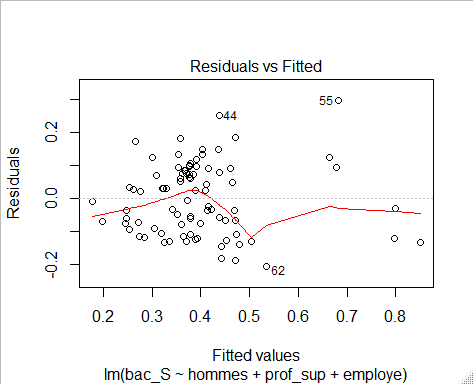 Residuals vs Fitted
Residuals
0.2
0.0
-0.2
44
55
62
0.2 0.3 0.4 0.5 0.6 0.7 0.8
Fitted values
lm(bac_S ~ hommes + prof_sup + employe)